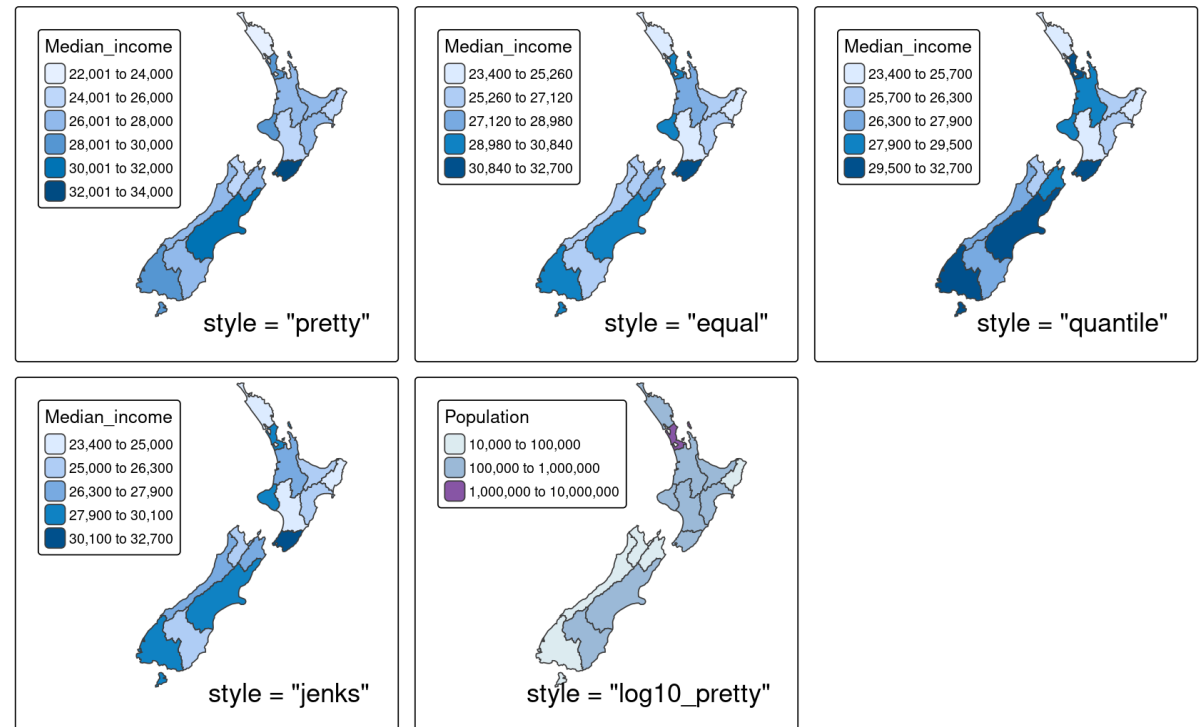 Median_income
22,001 to 24,000
24,001 to 26,000
26,001 to 28,000
28,001 to 30,000
30,001 to 32,000
32,001 to 34,000
style = "pretty"
Median_income
23,400 to 25,260
25,260 to 27,120
27,120 to 28,980
28,980 to 30,840
30,840 to 32,700
style = "equal"
Median_income
23,400 to 25,700
25,700 to 26,300
26,300 to 27,900
27,900 to 29,500
29,500 to 32,700
style = "quantile"
Median_income
23,400 to 25,000
25,000 to 26,300
26,300 to 27,900
27,900 to 30,100
30,100 to 32,700
style = "jenks"
Population
10,000 to 100,000
100,000 to 1,000,000
1,000,000 to 10,000,000
style = "log10_pretty"